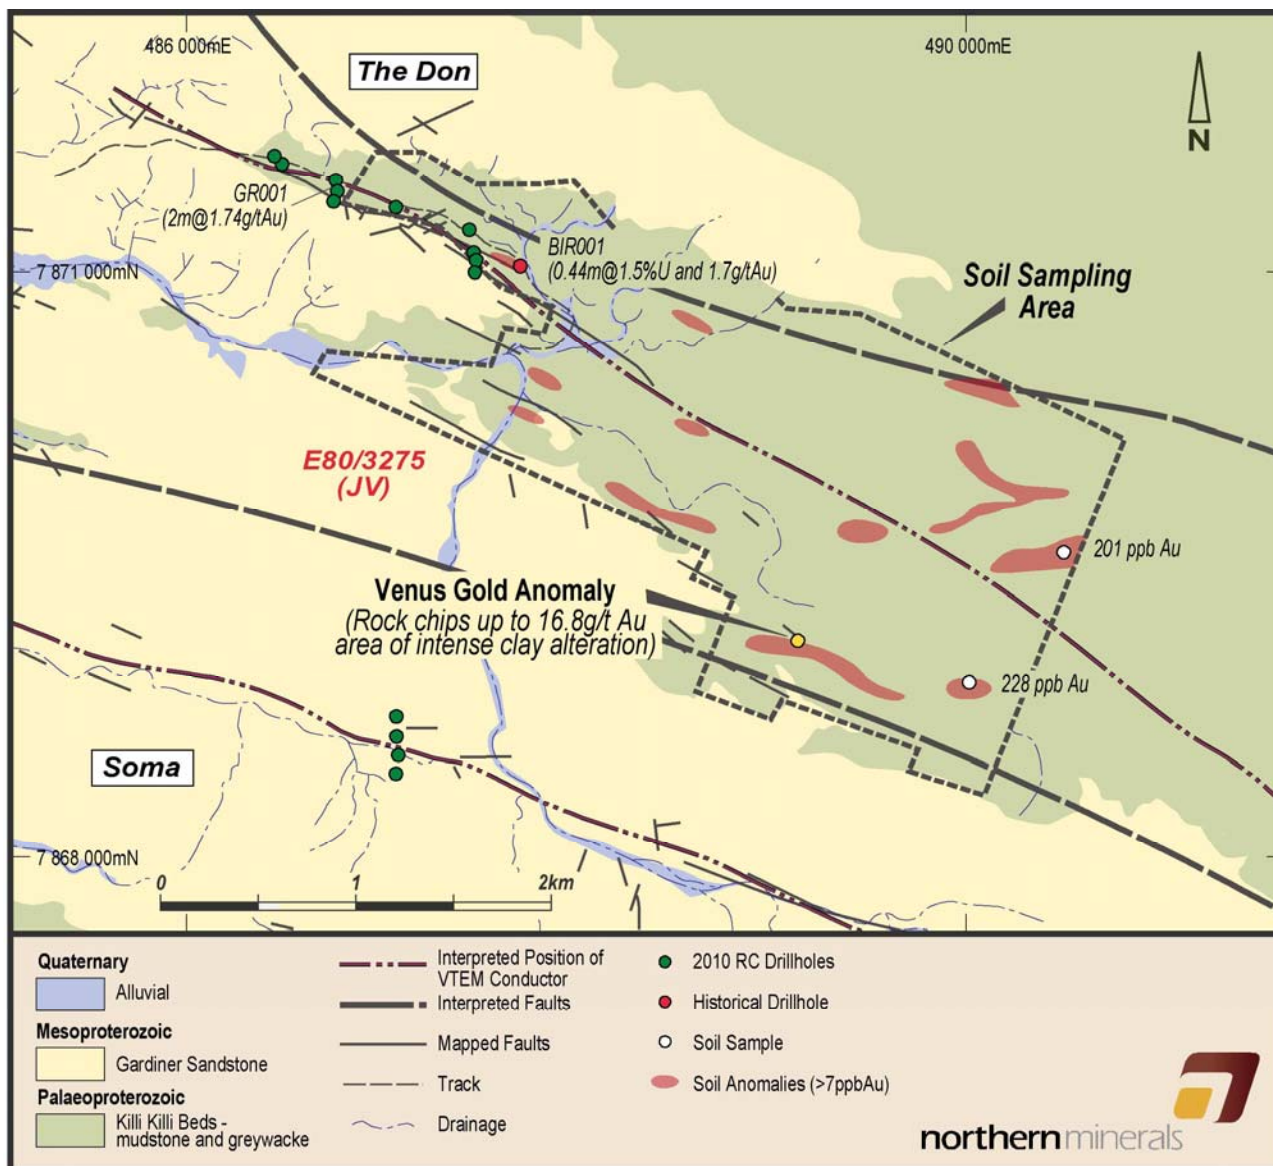 486 000mE
490 000mE
The Don
N
GR001
(2m@1.74g/tAu)
BIR001
(0.44m@1.5%U and 1.7g/tAu)
7 871 000mN
Soil Sampling
Area
E80/3275
(JV)
201 ppb Au
Venus Gold Anomaly
(Rock chips up to 16.8g/t Au
area of intense clay alteration)
228 ppb Au
Soma
7 868 000mN
0 1 2km
Quaternary
Alluvial
Mesoproterozoic
Gardiner Sandstone
Palaeoproterozoic
Killi Killi Beds -
mudstone and greywacke
Interpreted Position of
VTEM Conductor
Interpreted Faults
Mapped Faults
Track
Drainage
2010 RC Drillholes
Historical Drillhole
Soil Sample
Soil Anomalies (>7ppbAu)
northernminerals